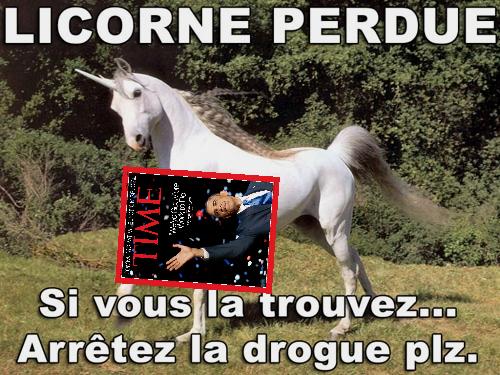 LICORNE PERDUE
TIME
Si vous la trouvez...
Arrêtez la drogue plz.